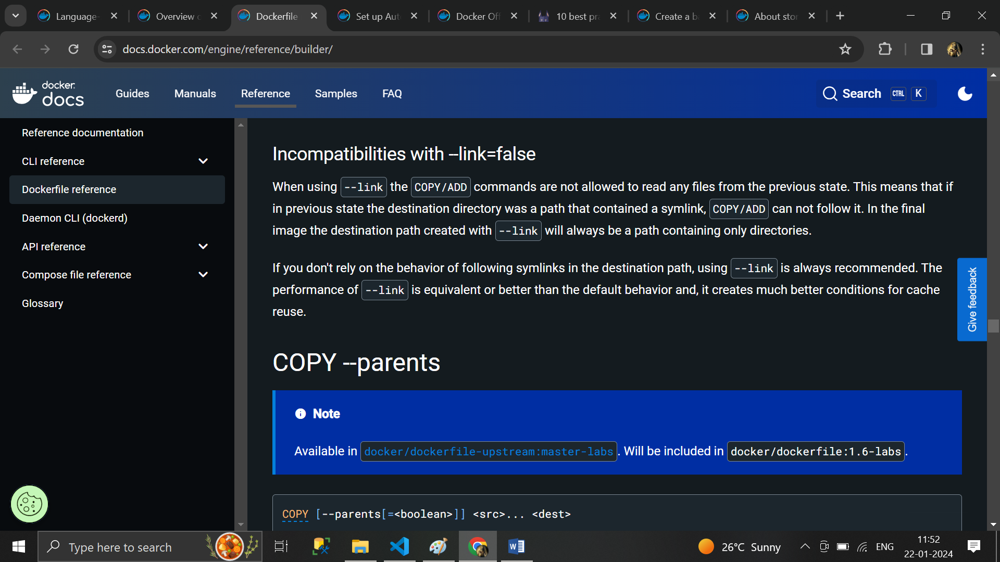 Language-
Overview c
Dockerfile
Set up Aut
Docker Off
10 best pra
Create a ba
About stor
docs.docker.com/engine/reference/builder/
docker
docs
Guides
Manuals
Reference
Samples
FAQ
Search
CTRL
K
Reference documentation
CLI reference
Dockerfile reference
Daemon CLI (dockerd)
API reference
Compose file reference
Glossary
Incompatibilities with --link=false
When using --link the COPY/ADD commands are not allowed to read any files from the previous state. This means that if
in previous state the destination directory was a path that contained a symlink, COPY/ADD can not follow it. In the final
image the destination path created with --link will always be a path containing only directories.
If you don't rely on the behavior of following symlinks in the destination path, using --link is always recommended. The
performance of --link is equivalent or better than the default behavior and, it creates much better conditions for cache
reuse.
Give feedback
COPY --parents
Note
Available in docker/dockerfile-upstream:master-labs. Will be included in docker/dockerfile:1.6-labs.
COPY [--parents[=<boolean>]] <src>... <dest>
Type here to search
26°C Sunny
ENG
11:52
22-01-2024